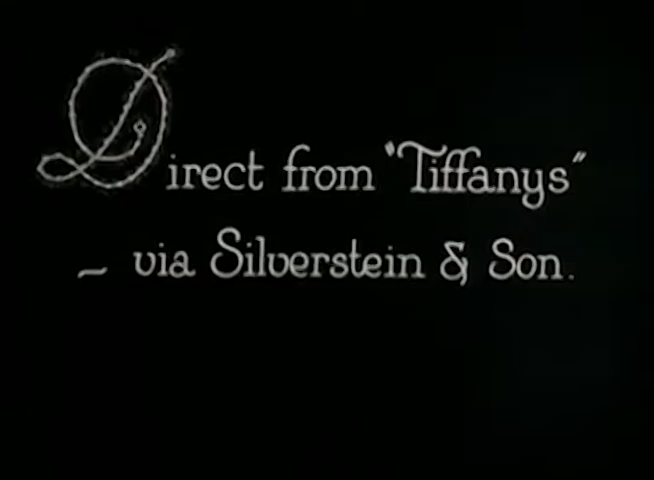 Direct from "Tiffanys"
— via Silverstein & Son.